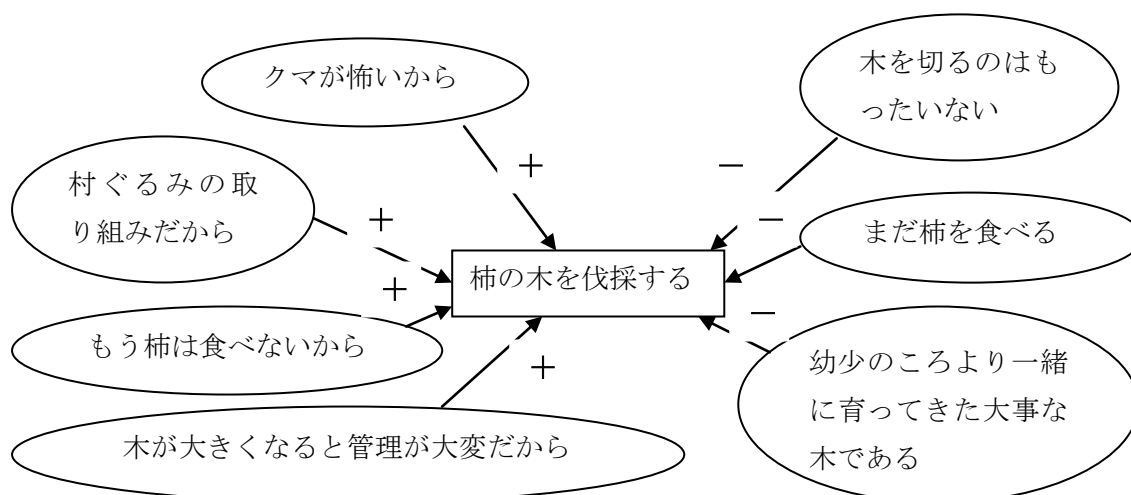 クマが怖いから
木を切るのはも
ったいない
村ぐるみの取
り組みだから
+
−
+
−
まだ柿を食べる
柿の木を伐採する
+
−
もう柿は食べないから
+
幼少のころより一緒
に育ってきた大事な
木である
木が大きくなると管理が大変だから